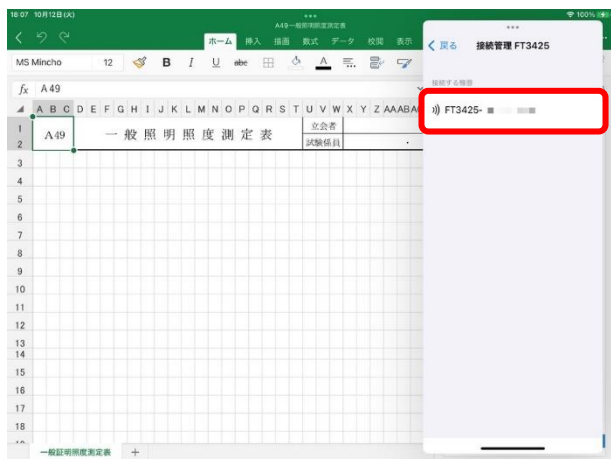 16:07 10月12日(火)
100%
A49一般照明照度測定表
ホーム 挿入 描画 数式 データ 校閲 表示
MS Mincho 12 B I U abc A
fx A49
A B C D E F G H I J K L M N O P Q R S T U V W X Y Z AA AB
1
2
A49
一般照明照度測定表
立会者
試験係員
・
3
4
5
6
7
8
9
10
11
12
13
14
15
16
17
18
一般証明照度測定表 +
戻る 接続管理 FT3425
接続する機器
FT3425-